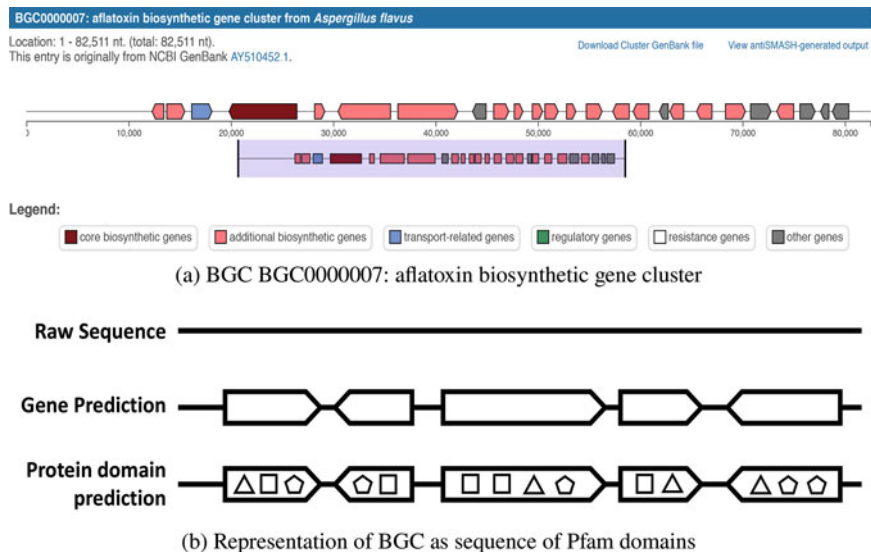 BGC0000007: aflatoxin biosynthetic gene cluster from Aspergillus flavus
Location: 1 - 82,511 nt. (total: 82,511 nt).
This entry is originally from NCBI GenBank AY510452.1.
Download Cluster GenBank file
View antiSMASH-generated output
0 10,000 20,000 30,000 40,000 50,000 60,000 70,000 80,000
Legend:
core biosynthetic genes additional biosynthetic genes transport-related genes regulatory genes resistance genes other genes
(a) BGC BGC0000007: aflatoxin biosynthetic gene cluster
Raw Sequence
Gene Prediction
Protein domain
prediction
(b) Representation of BGC as sequence of Pfam domains